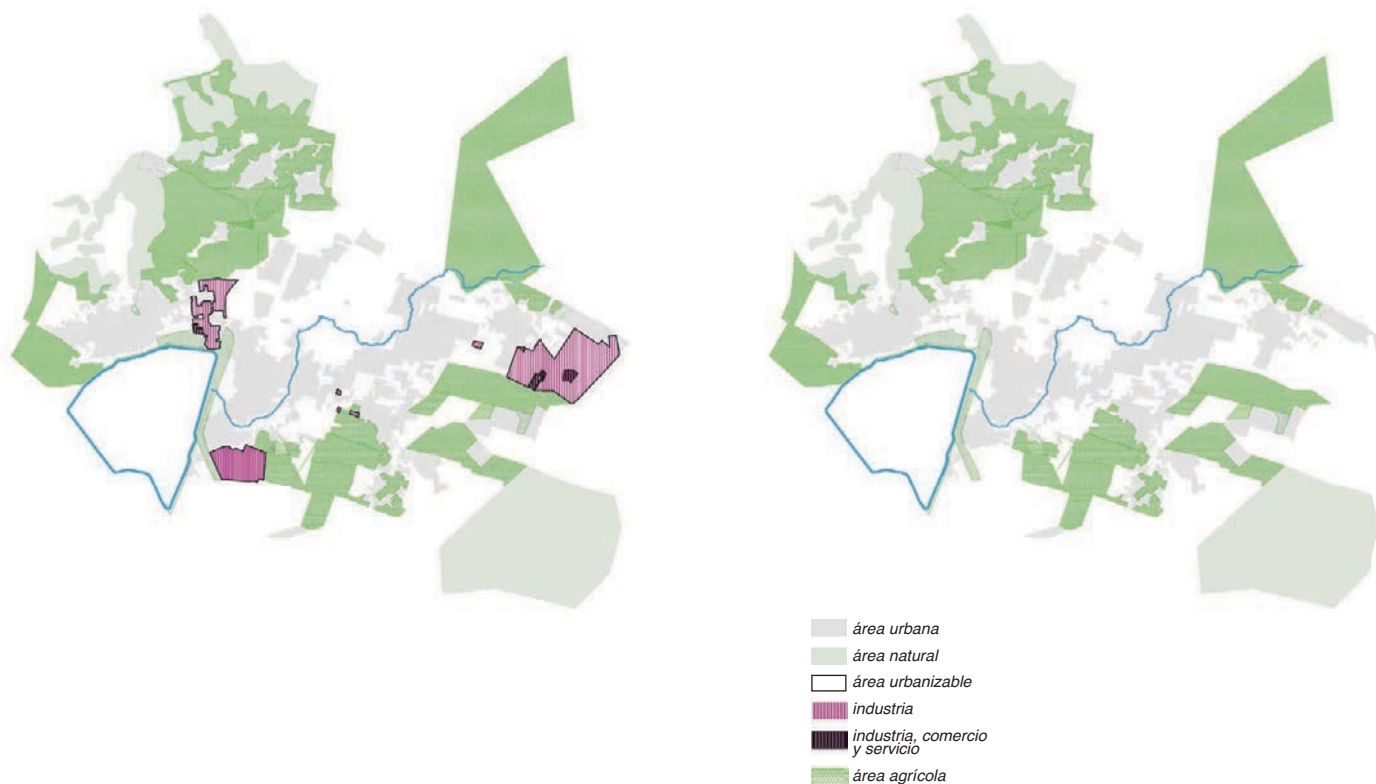 área urbana
área natural
área urbanizable
industria
industria, comercio
y servicio
área agrícola